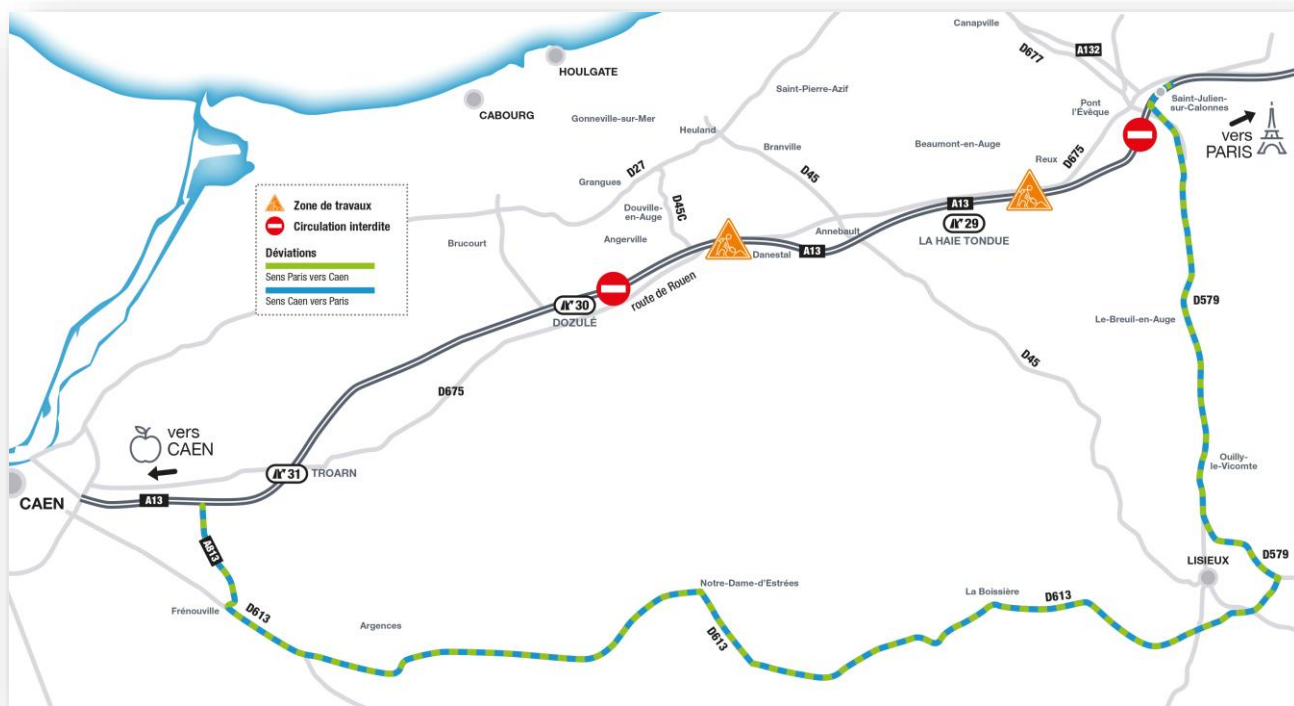 Canapville
A132
D677
HOULGATE
CABOURG
Saint-Pierre-Azif
Pont
l'Évêque
Saint-Julien-
sur-Calonnes
Gonneville-sur-Mer
Heuland
Branville
Beaumont-en-Auge
vers
PARIS
D27
D45
Reux
D675
Grangues
Zone de travaux
Circulation interdite
Déviations
Sens Paris vers Caen
Sens Caen vers Paris
Douville-
en-Auge
D45C
A13
29
LA HAIE TONDUE
Brucourt
Angerville
Annebault
Danestal
A13
route de Rouen
30
DOZULÉ
D579
Le-Breuil-en-Auge
D45
D675
vers
CAEN
31
TROARN
Ouilly-
le-Vicomte
CAEN
A13
A813
LISIEUX
D579
Notre-Dame-d'Estrées
La Boissière
D613
Frénouville
D613
Argences
D613